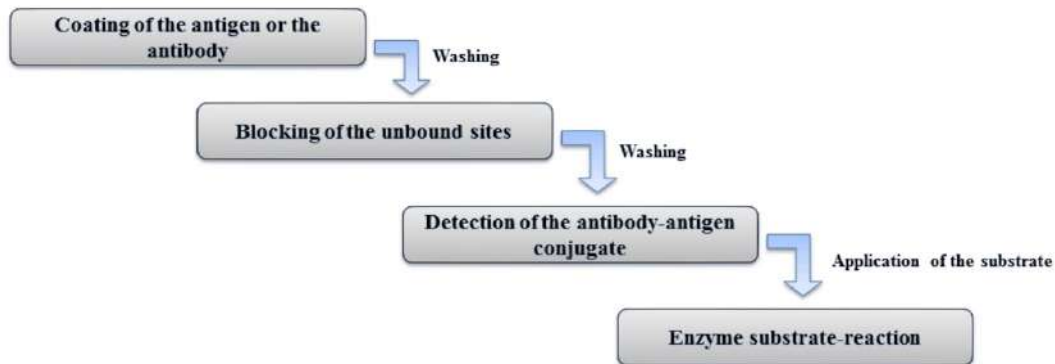 Coating of the antigen or the
antibody
Washing
Blocking of the unbound sites
Washing
Detection of the antibody-antigen
conjugate
Application of the substrate
Enzyme substrate-reaction